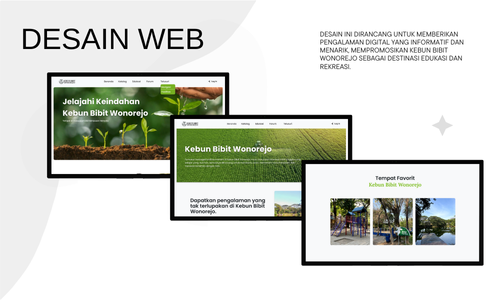 DESAIN WEB
DESAIN INI DIRANCANG UNTUK MEMBERIKAN
PENGALAMAN DIGITAL YANG INFORMATIF DAN
MENARIK, MEMPROMOSIKAN KEBUN BIBIT
WONOREJO SEBAGAI DESTINASI EDUKASI DAN
REKREASI.
Jelajahi Keindahan
Kebun Bibit Wonorejo
Kebun Bibit Wonorejo
Dapatkan pengalaman yang
tak terlupakan di Kebun Bibit
Wonorejo.
Tempat Favorit
Kebun Bibit Wonorejo